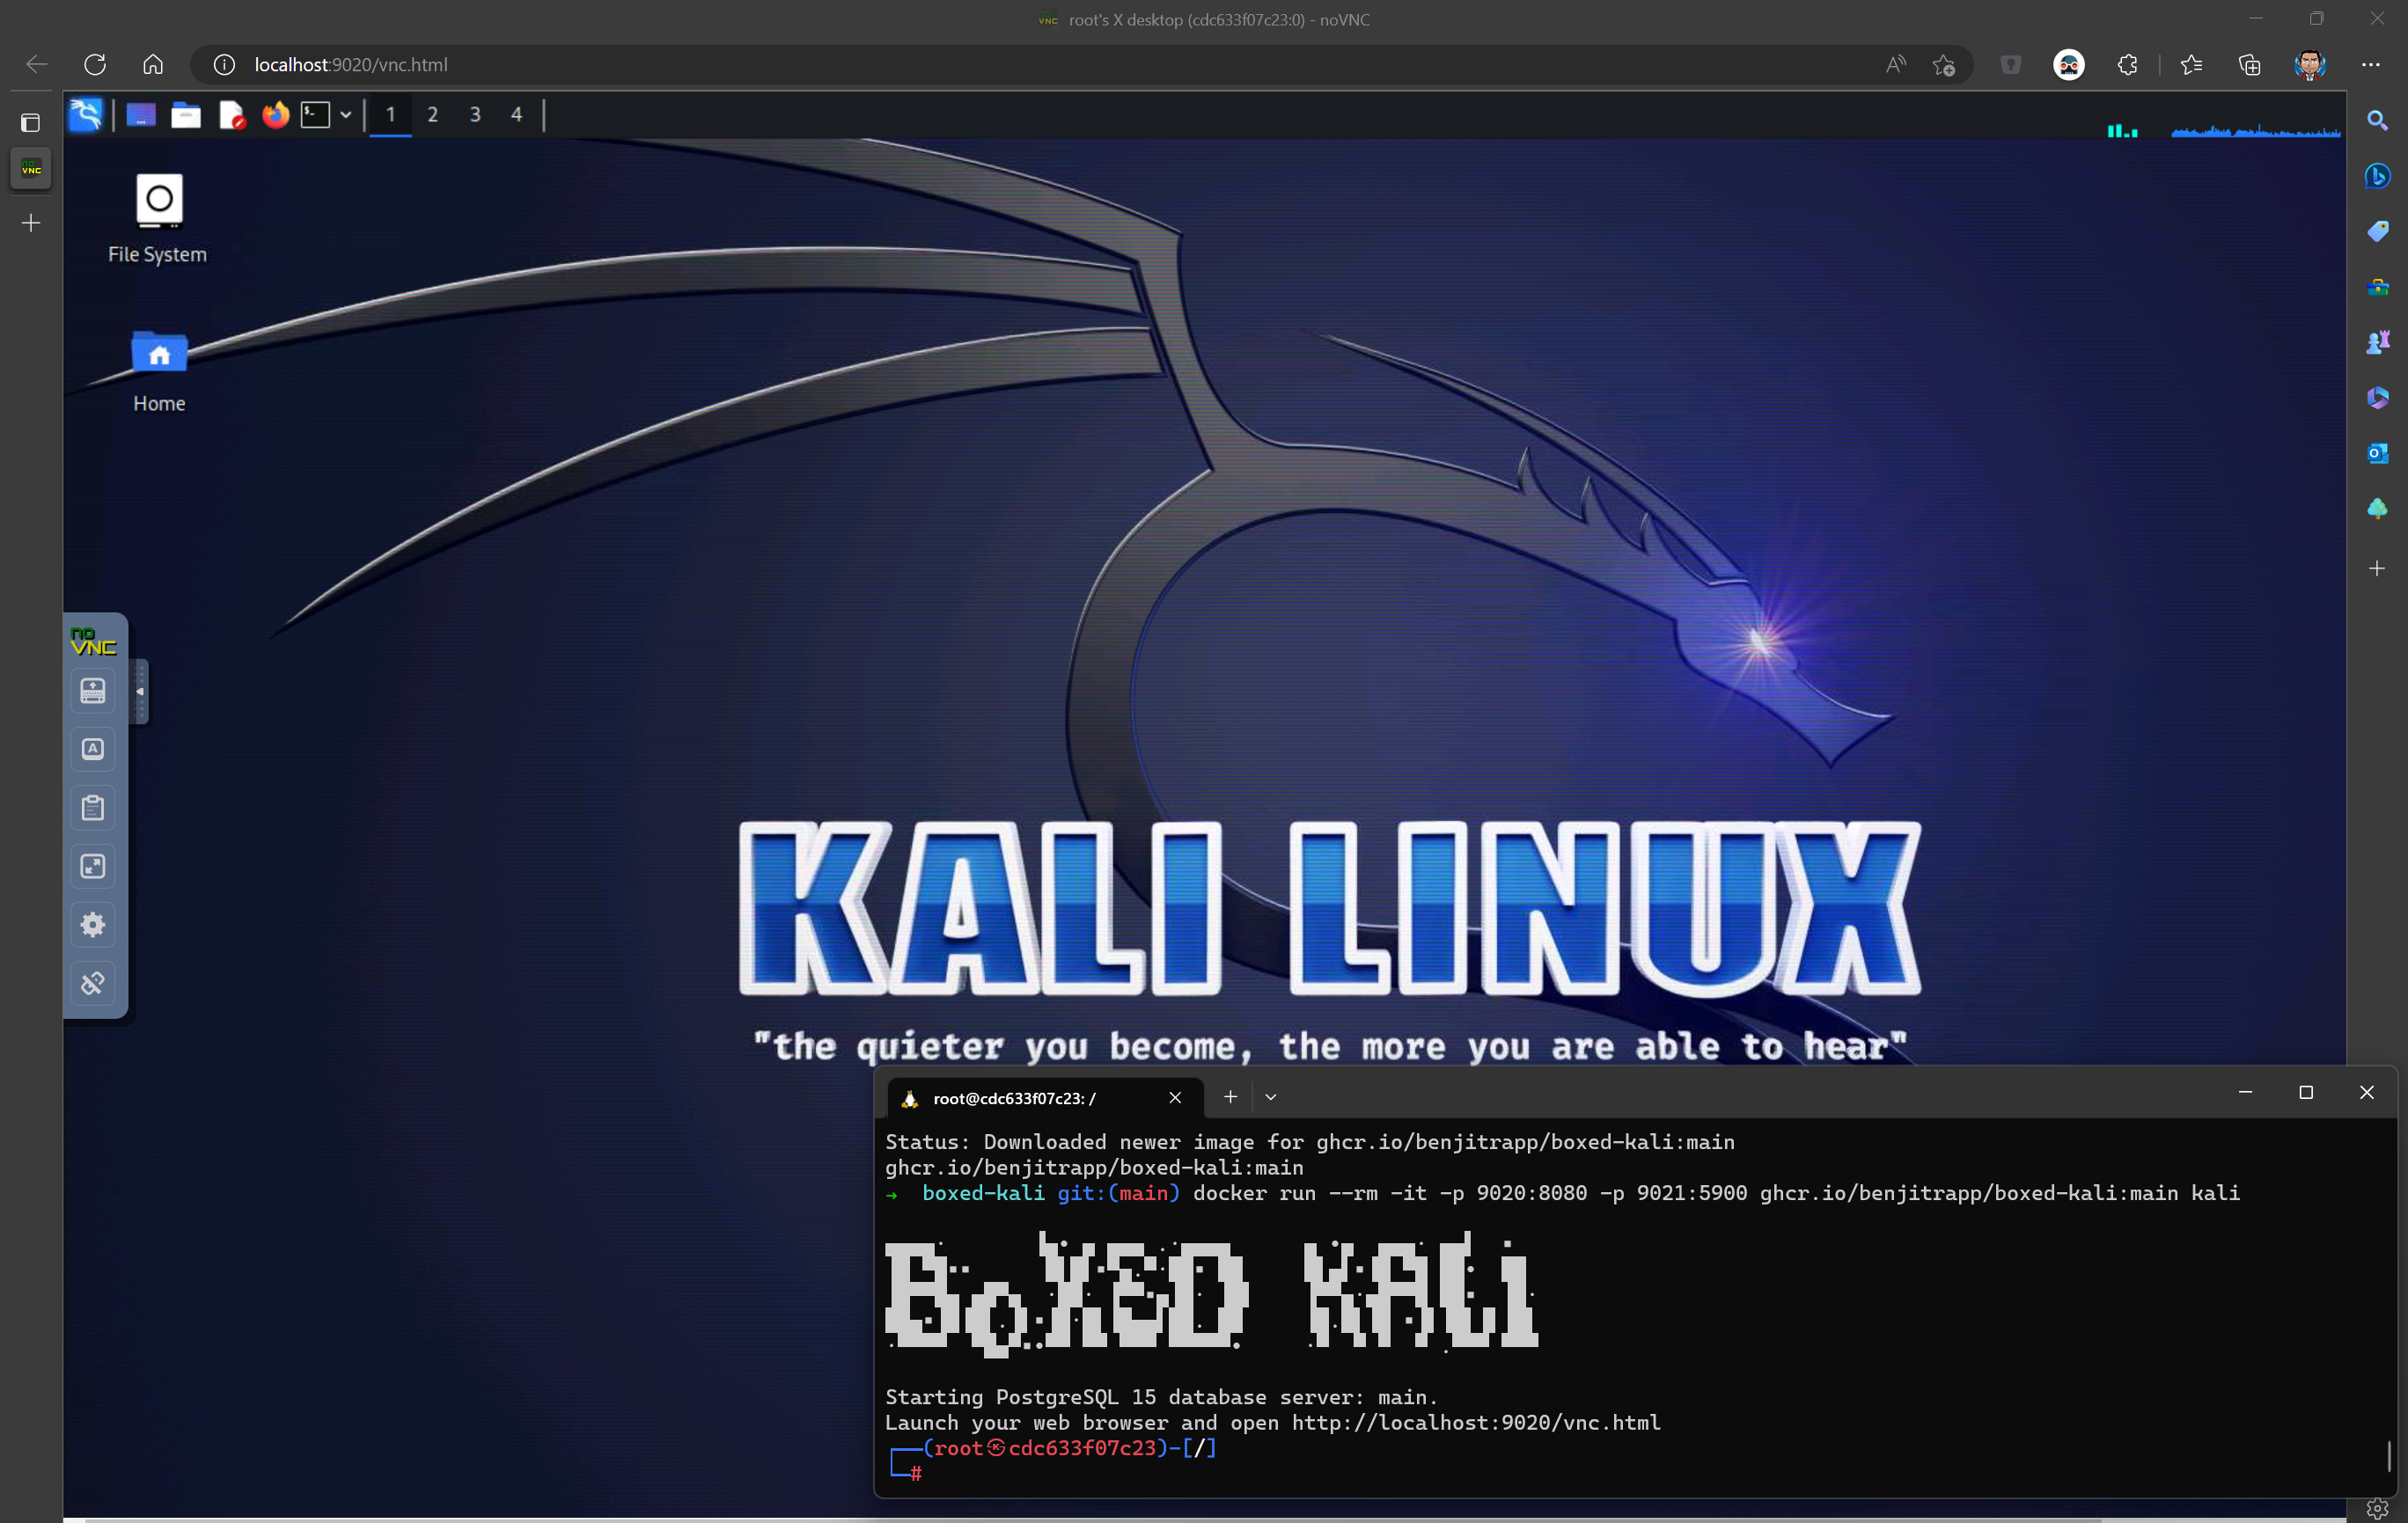 root's X desktop (cdc633f07c23:0) - noVNC
localhost:9020/vnc.html
1 2 3 4
File System
Home
no
VNC
KALI LINUX
"the quieter you become, the more you are able to hear"
root@cdc633f07c23: /
Status: Downloaded newer image for ghcr.io/benjitrapp/boxed-kali:main
ghcr.io/benjitrapp/boxed-kali:main
→ boxed-kali git:(main) docker run --rm -it -p 9020:8080 -p 9021:5900 ghcr.io/benjitrapp/boxed-kali:main kali
BoXED KALi
Starting PostgreSQL 15 database server: main.
Launch your web browser and open http://localhost:9020/vnc.html
┌──(root㉿cdc633f07c23)-[/]
└─#